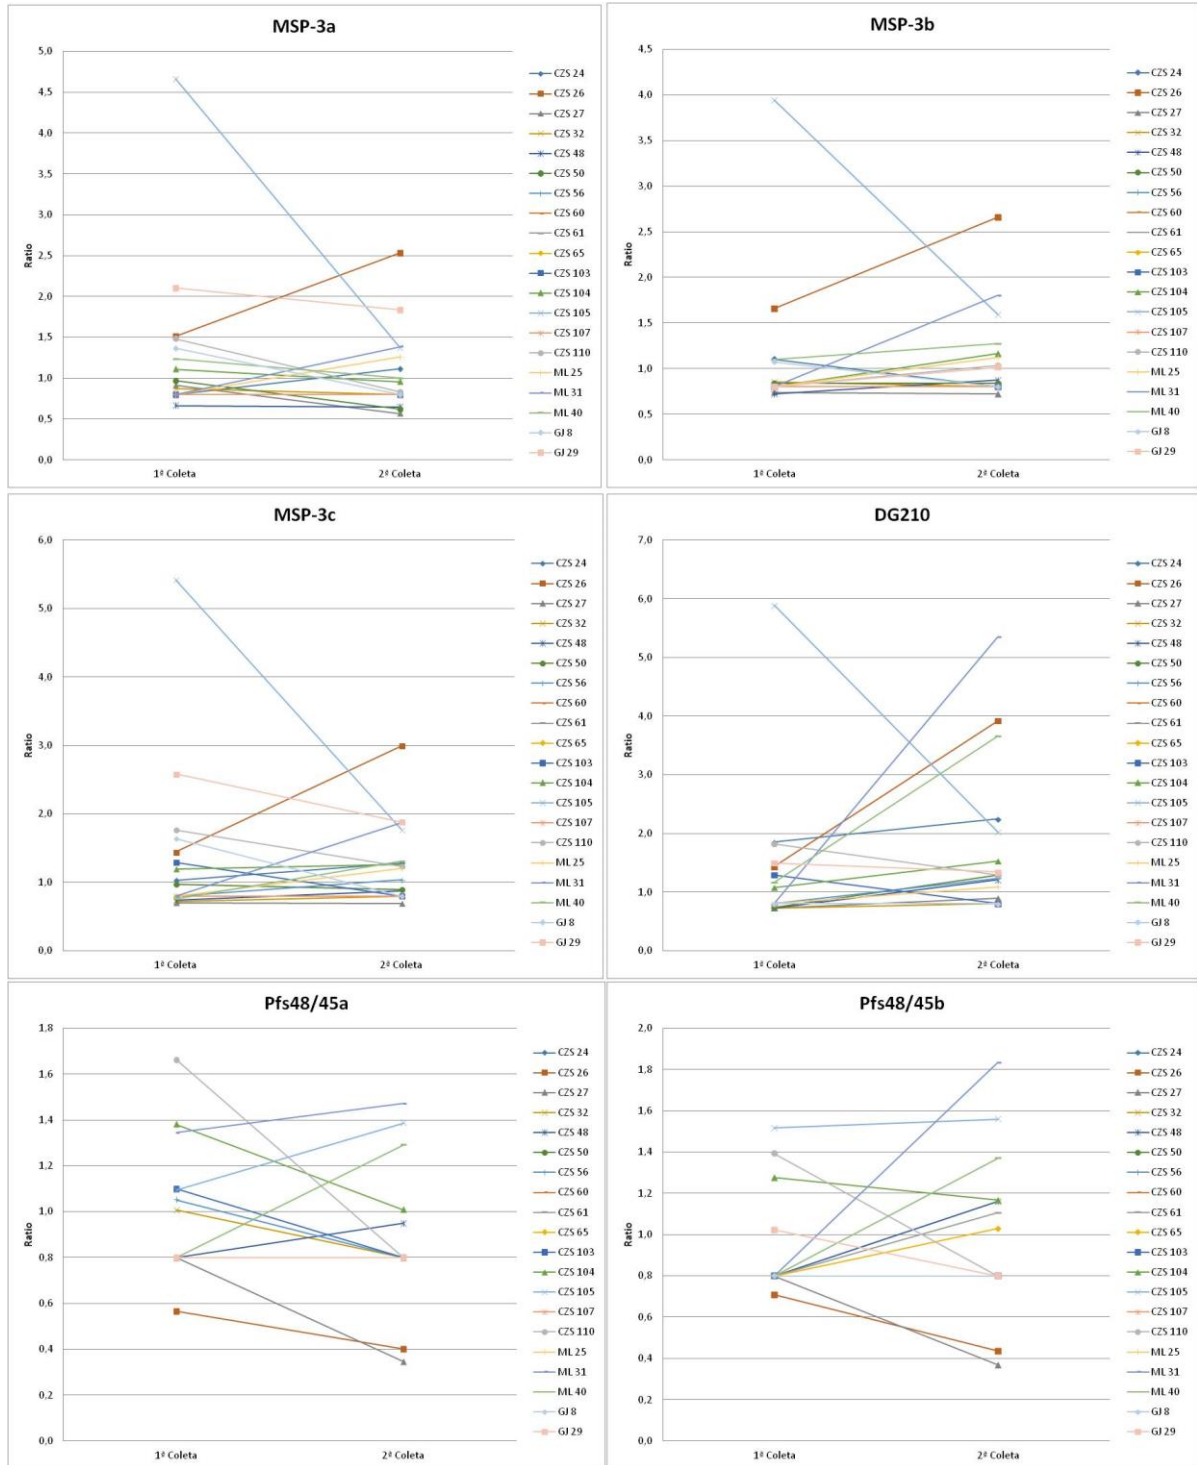 MSP-3a
5,0
4,5
4,0
3,5
3,0
2,5
2,0
1,5
1,0
0,5
0,0
Ratio
1ª Coleta
2ª Coleta
CZS 24
CZS 26
CZS 27
CZS 32
CZS 48
CZS 50
CZS 56
CZS 60
CZS 61
CZS 65
CZS 103
CZS 104
CZS 105
CZS 107
CZS 110
ML 25
ML 31
ML 40
GJ 8
GJ 29
MSP-3b
4,5
4,0
3,5
3,0
2,5
2,0
1,5
1,0
0,5
0,0
Ratio
1ª Coleta
2ª Coleta
CZS 24
CZS 26
CZS 27
CZS 32
CZS 48
CZS 50
CZS 56
CZS 60
CZS 61
CZS 65
CZS 103
CZS 104
CZS 105
CZS 107
CZS 110
ML 25
ML 31
ML 40
GJ 8
GJ 29
MSP-3c
6,0
5,0
4,0
3,0
2,0
1,0
0,0
Ratio
1ª Coleta
2ª Coleta
CZS 24
CZS 26
CZS 27
CZS 32
CZS 48
CZS 50
CZS 56
CZS 60
CZS 61
CZS 65
CZS 103
CZS 104
CZS 105
CZS 107
CZS 110
ML 25
ML 31
ML 40
GJ 8
GJ 29
DG210
7,0
6,0
5,0
4,0
3,0
2,0
1,0
0,0
Ratio
1ª Coleta
2ª Coleta
CZS 24
CZS 26
CZS 27
CZS 32
CZS 48
CZS 50
CZS 56
CZS 60
CZS 61
CZS 65
CZS 103
CZS 104
CZS 105
CZS 107
CZS 110
ML 25
ML 31
ML 40
GJ 8
GJ 29
Pfs48/45a
1,8
1,6
1,4
1,2
1,0
0,8
0,6
0,4
0,2
0,0
Ratio
1ª Coleta
2ª Coleta
CZS 24
CZS 26
CZS 27
CZS 32
CZS 48
CZS 50
CZS 56
CZS 60
CZS 61
CZS 65
CZS 103
CZS 104
CZS 105
CZS 107
CZS 110
ML 25
ML 31
ML 40
GJ 8
GJ 29
Pfs48/45b
2,0
1,8
1,6
1,4
1,2
1,0
0,8
0,6
0,4
0,2
0,0
Ratio
1ª Coleta
2ª Coleta
CZS 24
CZS 26
CZS 27
CZS 32
CZS 48
CZS 50
CZS 56
CZS 60
CZS 61
CZS 65
CZS 103
CZS 104
CZS 105
CZS 107
CZS 110
ML 25
ML 31
ML 40
GJ 8
GJ 29